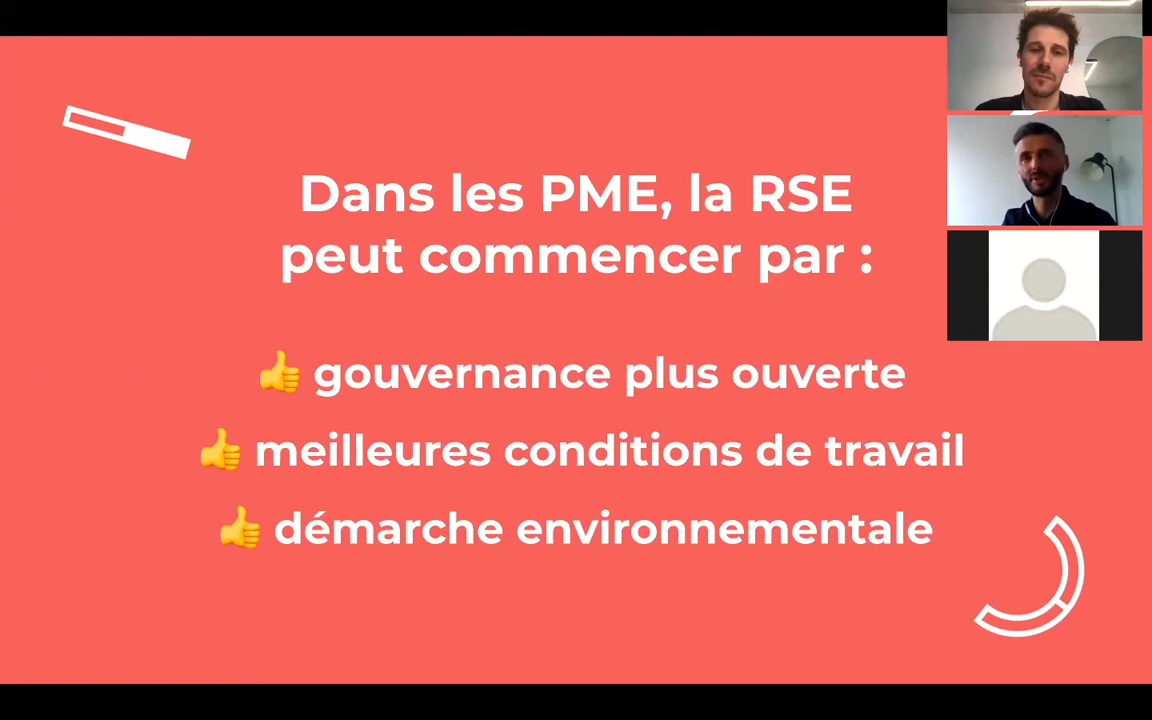 Dans les PME, la RSE
peut commencer par :
👍 gouvernance plus ouverte
👍 meilleures conditions de travail
👍 démarche environnementale